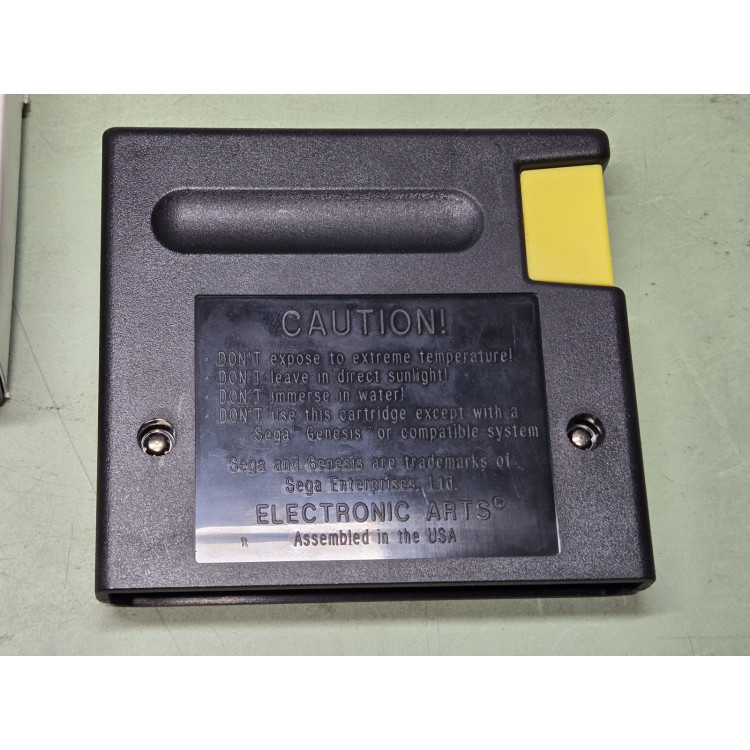 CAUTION!
· DON'T expose to extreme temperature!
· DON'T leave in direct sunlight!
· DON'T immerse in water!
· DON'T use this cartridge except with a
Sega™ Genesis™ or compatible system
Sega and Genesis are trademarks of
Sega Enterprises, Ltd.
ELECTRONIC ARTS®
Assembled in the USA